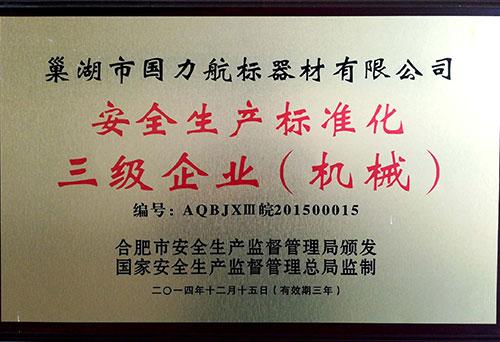 巢湖市国力航标器材有限公司
安全生产标准化
三级企业（机械）
编号：AQBJXⅢ皖201500015
合肥市安全生产监督管理局颁发
国家安全生产监督管理总局监制
二〇一四年十二月十五日（有效期三年）